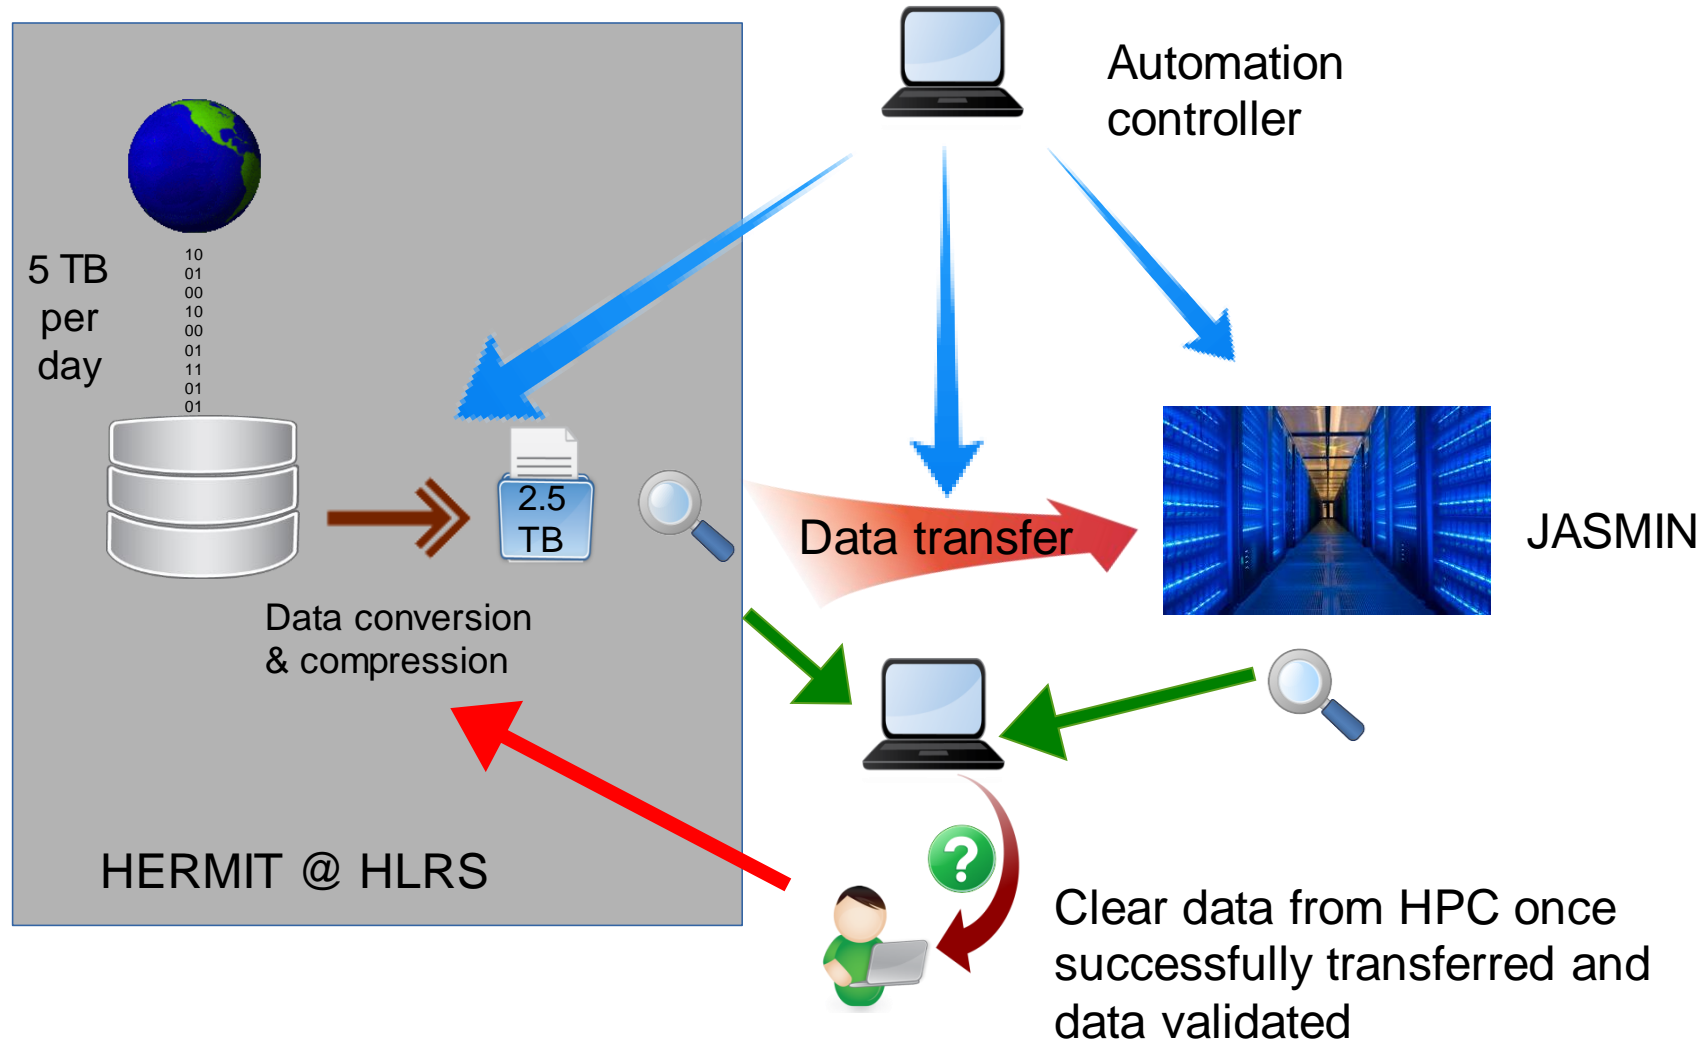 Automation
controller
5 TB
per
day
10
01
00
10
00
01
11
01
01
2.5
TB
Data transfer
JASMIN
Data conversion
& compression
HERMIT @ HLRS
?
Clear data from HPC once
successfully transferred and
data validated